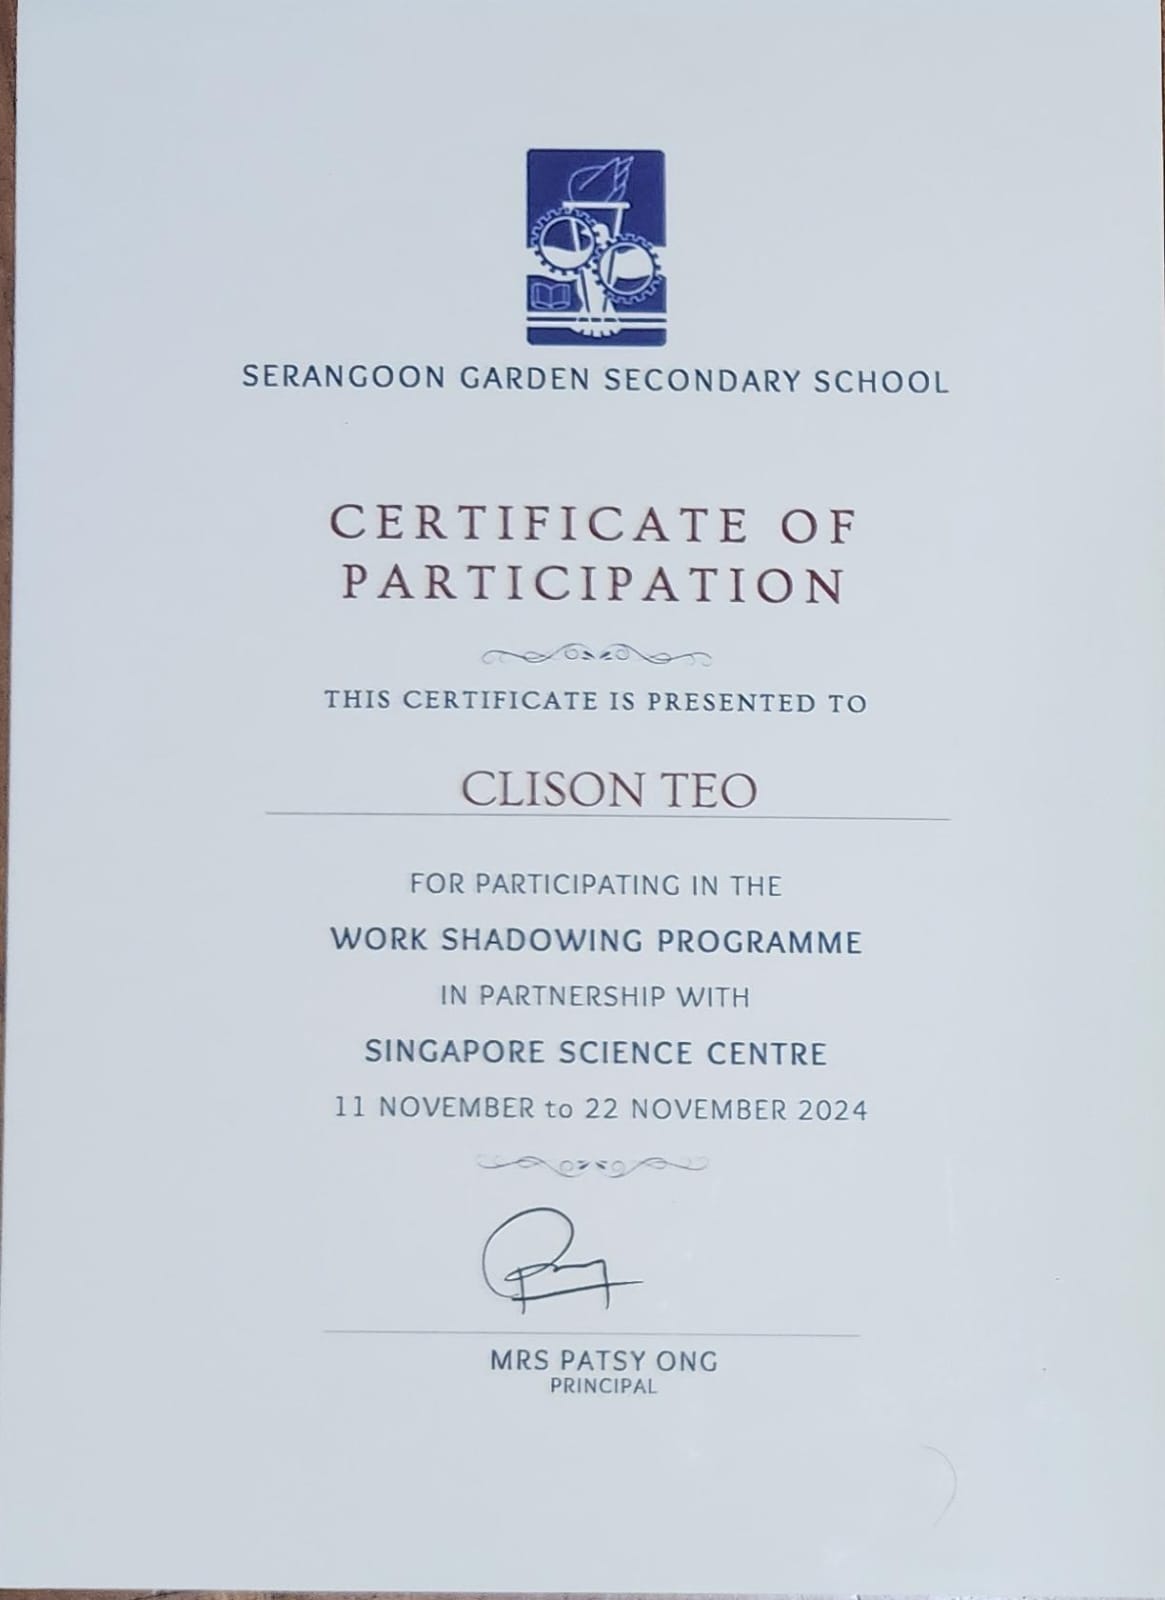 SERANGOON GARDEN SECONDARY SCHOOL
CERTIFICATE OF
PARTICIPATION
THIS CERTIFICATE IS PRESENTED TO
CLISON TEO
FOR PARTICIPATING IN THE
WORK SHADOWING PROGRAMME
IN PARTNERSHIP WITH
SINGAPORE SCIENCE CENTRE
11 NOVEMBER to 22 NOVEMBER 2024
MRS PATSY ONG
PRINCIPAL